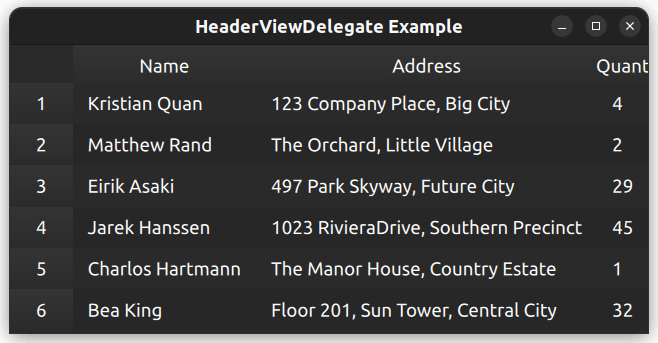 HeaderViewDelegate Example
Name Address Quant
1 Kristian Quan 123 Company Place, Big City 4
2 Matthew Rand The Orchard, Little Village 2
3 Eirik Asaki 497 Park Skyway, Future City 29
4 Jarek Hanssen 1023 RivieraDrive, Southern Precinct 45
5 Charlos Hartmann The Manor House, Country Estate 1
6 Bea King Floor 201, Sun Tower, Central City 32